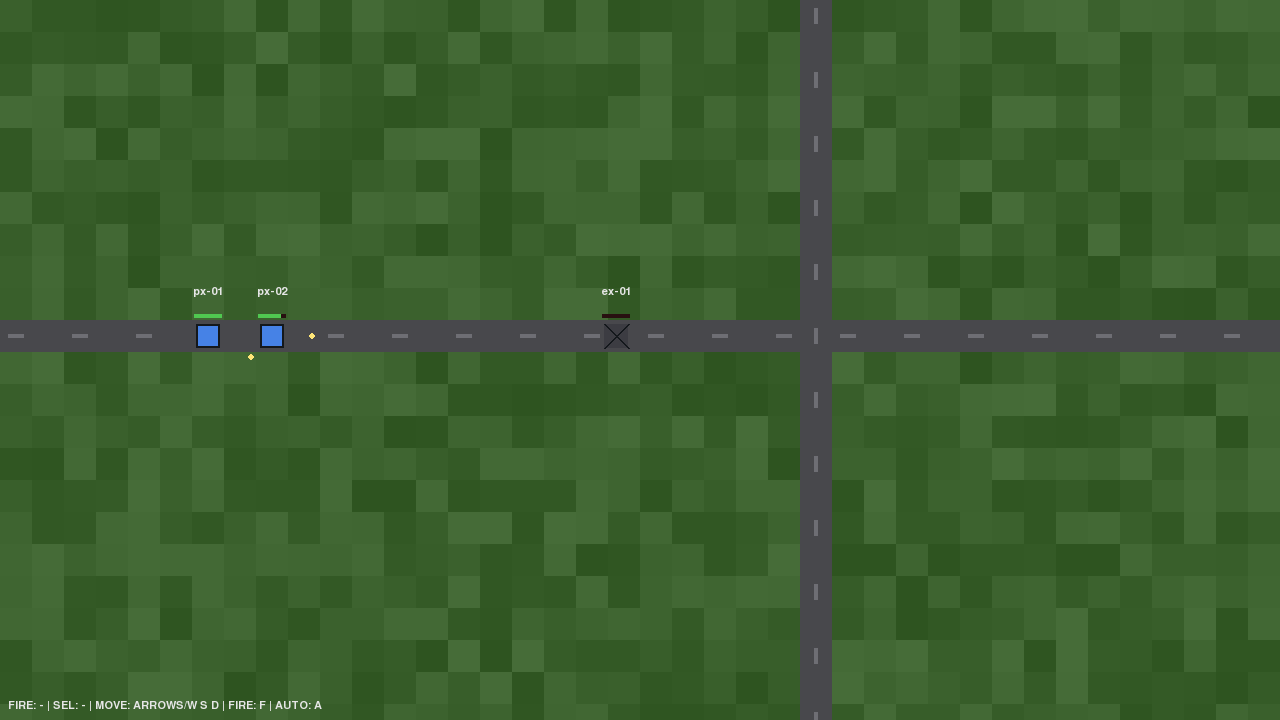 px-01 px-02 ex-01
FIRE: - | SEL: - | MOVE: ARROWS/W S D | FIRE: F | AUTO: A